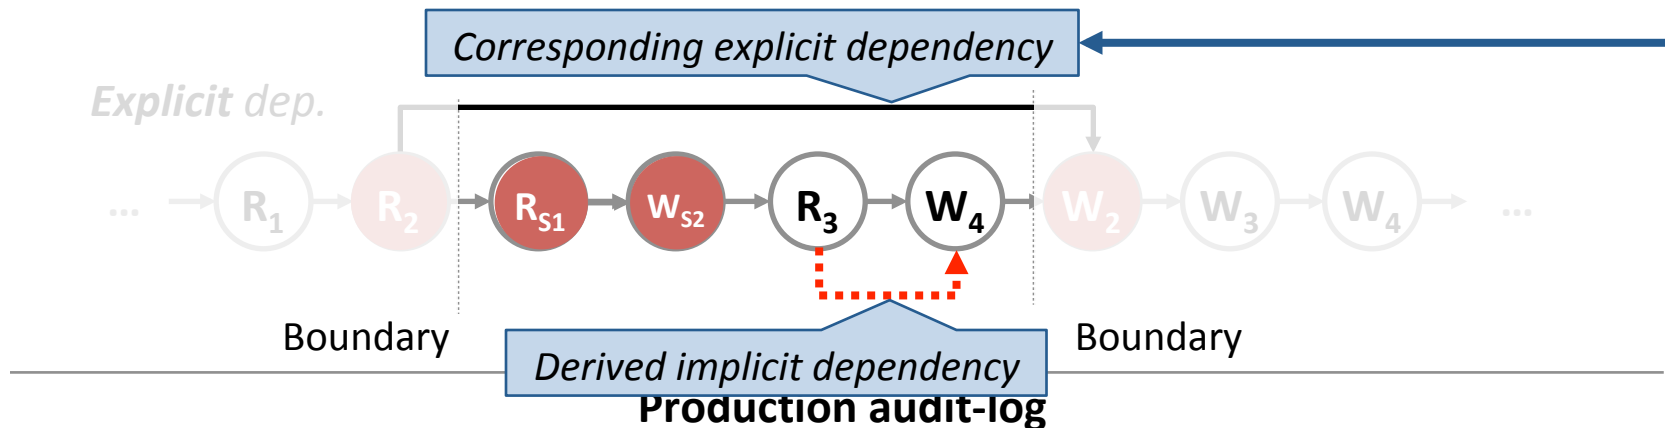 Corresponding explicit dependency
Explicit dep.
... R1 R2 RS1 WS2 R3 W4 W2 W3 W4 ...
Boundary Boundary
Derived implicit dependency
Production audit-log